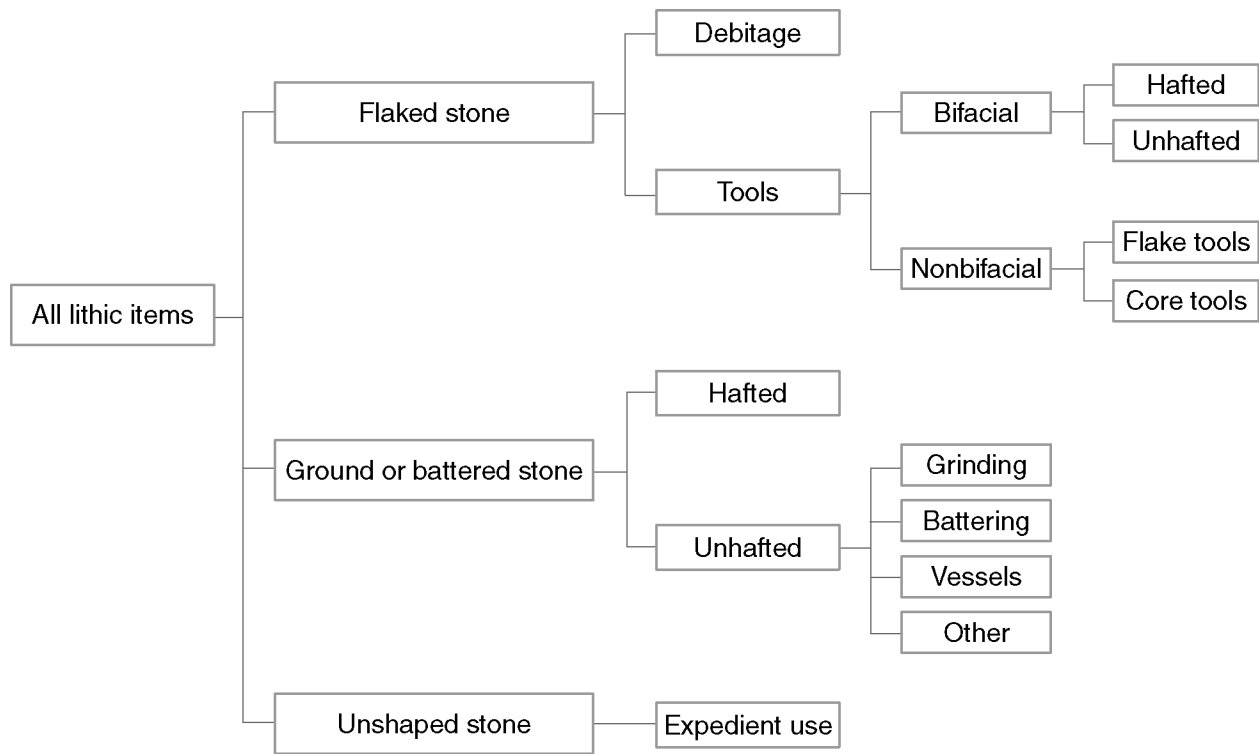 Debitage
Hafted
Flaked stone
Bifacial
Unhafted
Tools
Flake tools
Nonbifacial
Core tools
All lithic items
Hafted
Grinding
Ground or battered stone
Battering
Unhafted
Vessels
Other
Unshaped stone
Expedient use